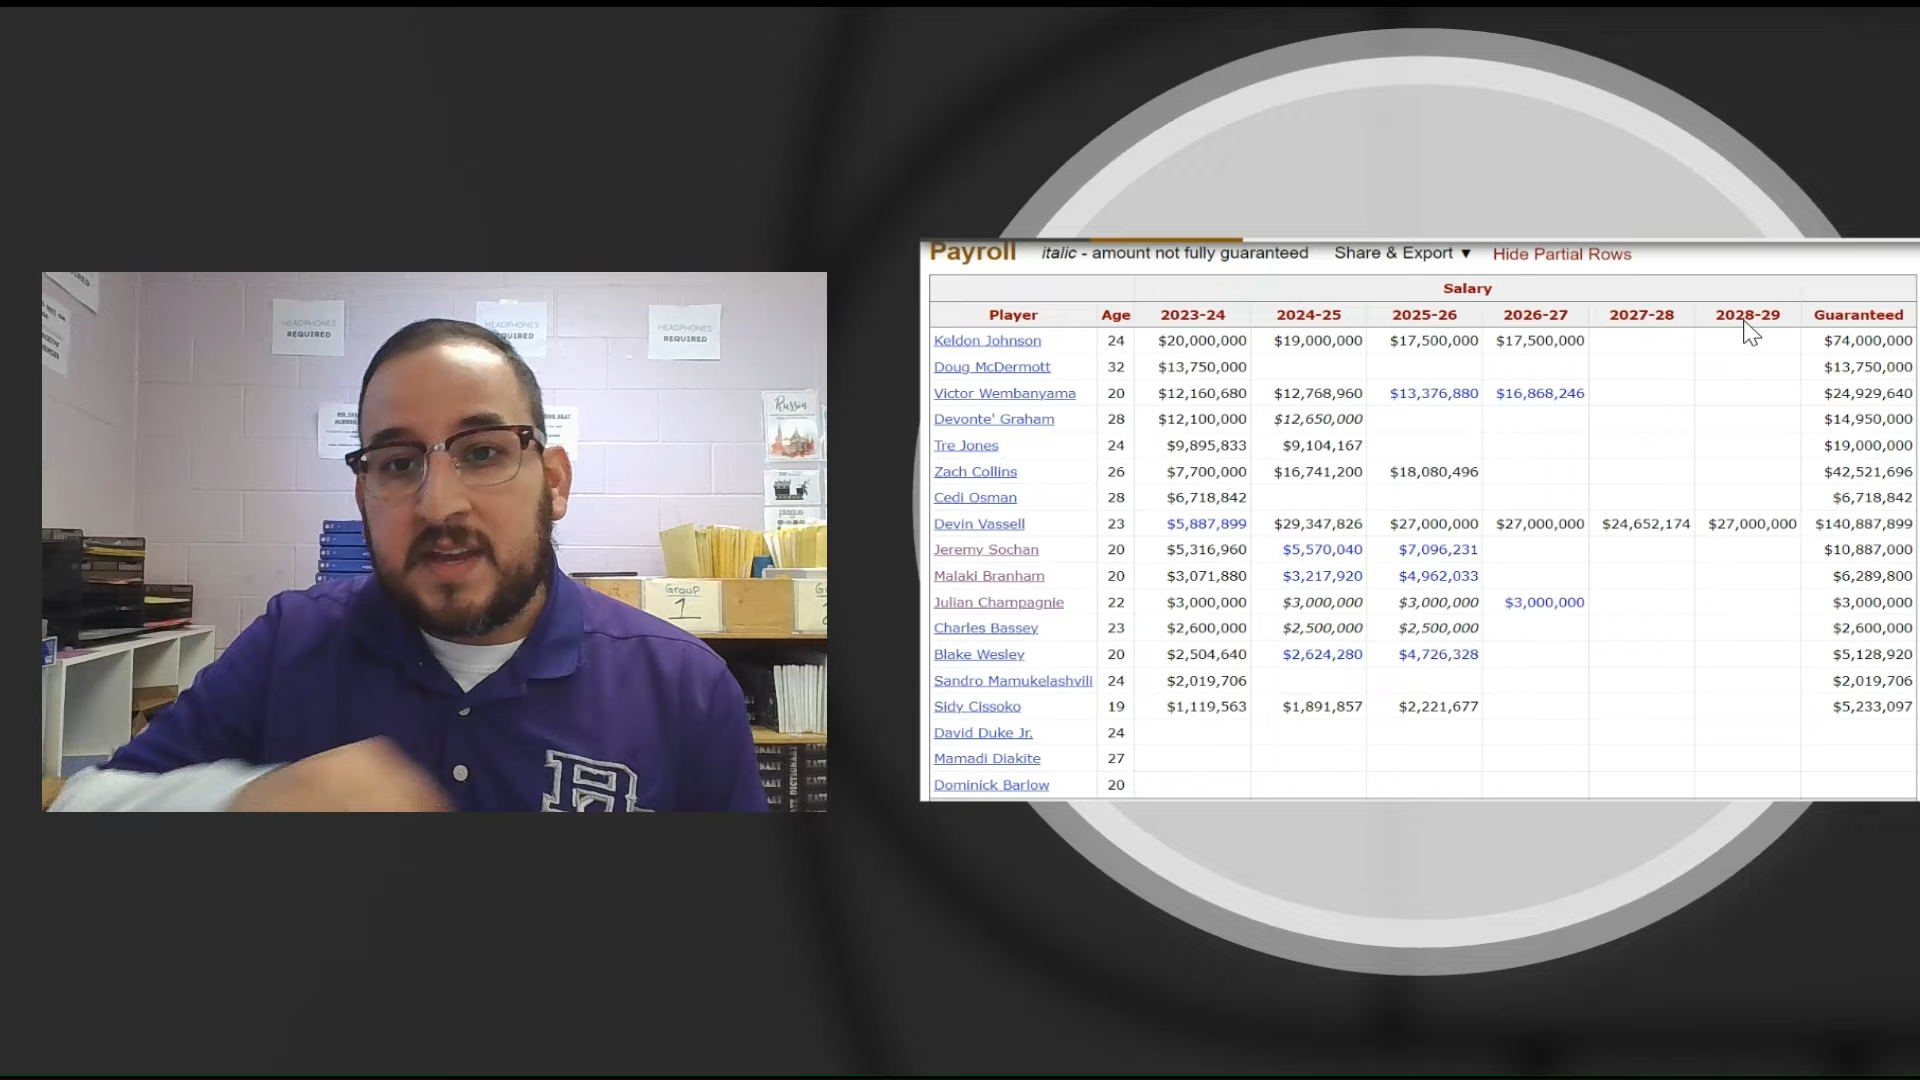 HEADPHONES
REQUIRED
HEADPHONES
REQUIRED
HEADPHONES
REQUIRED
Russia
plague
Group
1
Payroll italic - amount not fully guaranteed Share & Export ▼ Hide Partial Rows
Salary
Player Age 2023-24 2024-25 2025-26 2026-27 2027-28 2028-29 Guaranteed
Keldon Johnson 24 $20,000,000 $19,000,000 $17,500,000 $17,500,000 $74,000,000
Doug McDermott 32 $13,750,000 $13,750,000
Victor Wembanyama 20 $12,160,680 $12,768,960 $13,376,880 $16,868,246 $24,929,640
Devonte' Graham 28 $12,100,000 $12,650,000 $14,950,000
Tre Jones 24 $9,895,833 $9,104,167 $19,000,000
Zach Collins 26 $7,700,000 $16,741,200 $18,080,496 $42,521,696
Cedi Osman 28 $6,718,842 $6,718,842
Devin Vassell 23 $5,887,899 $29,347,826 $27,000,000 $27,000,000 $24,652,174 $27,000,000 $140,887,899
Jeremy Sochan 20 $5,316,960 $5,570,040 $7,096,231 $10,887,000
Malaki Branham 20 $3,071,880 $3,217,920 $4,962,033 $6,289,800
Julian Champagnie 22 $3,000,000 $3,000,000 $3,000,000 $3,000,000 $3,000,000
Charles Bassey 23 $2,600,000 $2,500,000 $2,500,000 $2,600,000
Blake Wesley 20 $2,504,640 $2,624,280 $4,726,328 $5,128,920
Sandro Mamukelashvili 24 $2,019,706 $2,019,706
Sidy Cissoko 19 $1,119,563 $1,891,857 $2,221,677 $5,233,097
David Duke Jr. 24
Mamadi Diakite 27
Dominick Barlow 20